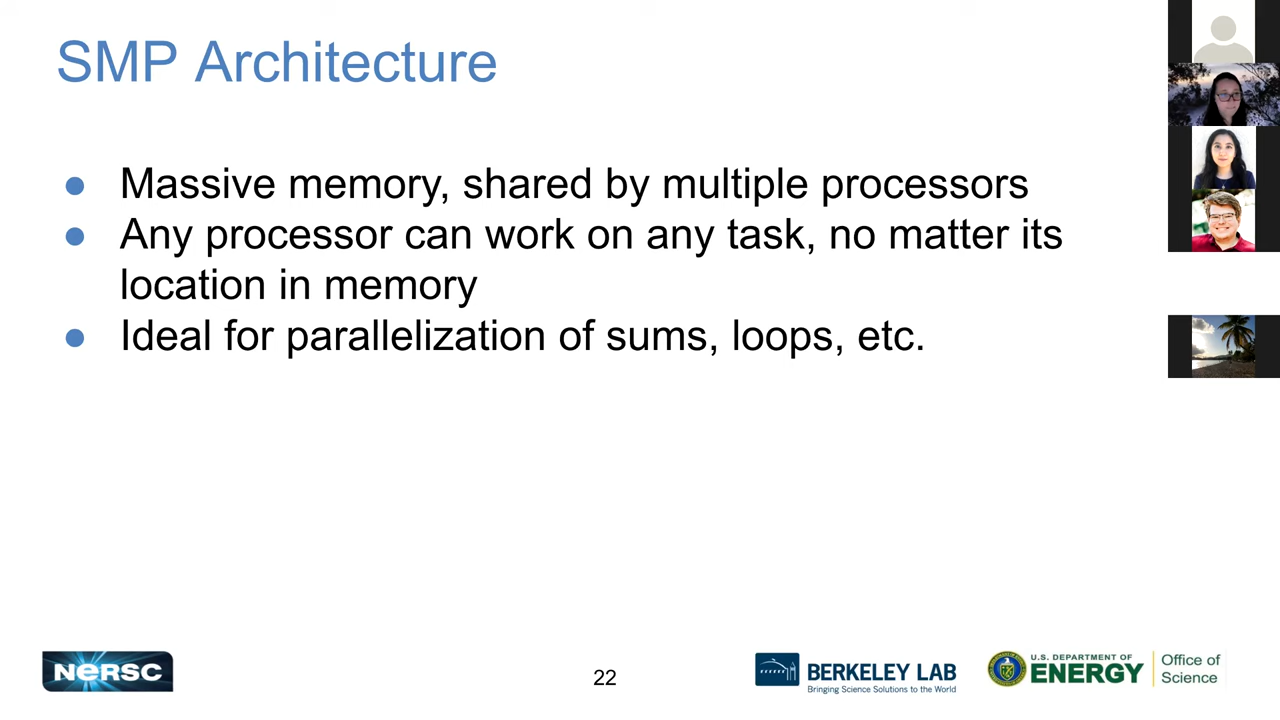 SMP Architecture
● Massive memory, shared by multiple processors
● Any processor can work on any task, no matter its
location in memory
● Ideal for parallelization of sums, loops, etc.
NERSC
22
BERKELEY LAB
Bringing Science Solutions to the World
U.S. DEPARTMENT OF
ENERGY
Office of
Science